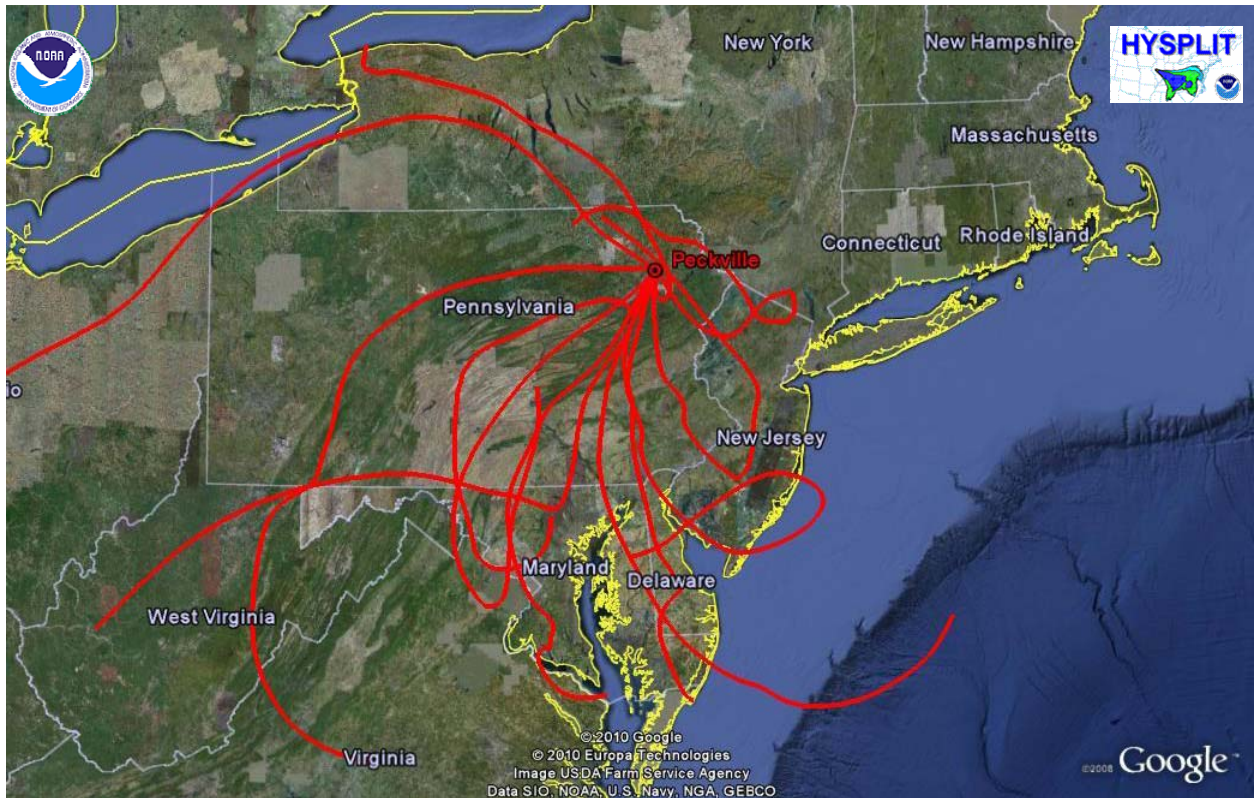 NOAA
HYSPLIT
New York
New Hampshire
Massachusetts
Connecticut
Rhode Island
Peckville
Pennsylvania
io
New Jersey
Maryland
Delaware
West Virginia
Virginia
© 2010 Google
© 2010 Europa Technologies
Image USDA Farm Service Agency
Data SIO, NOAA, U.S. Navy, NGA, GEBCO
©2008 Google